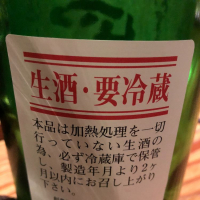 生酒・要冷蔵
本品は加熱処理を一切
行っていない生酒の
為、必ず冷蔵庫で保管
し、製造年月より2ヶ
月以内にお召し上がり
下さい。